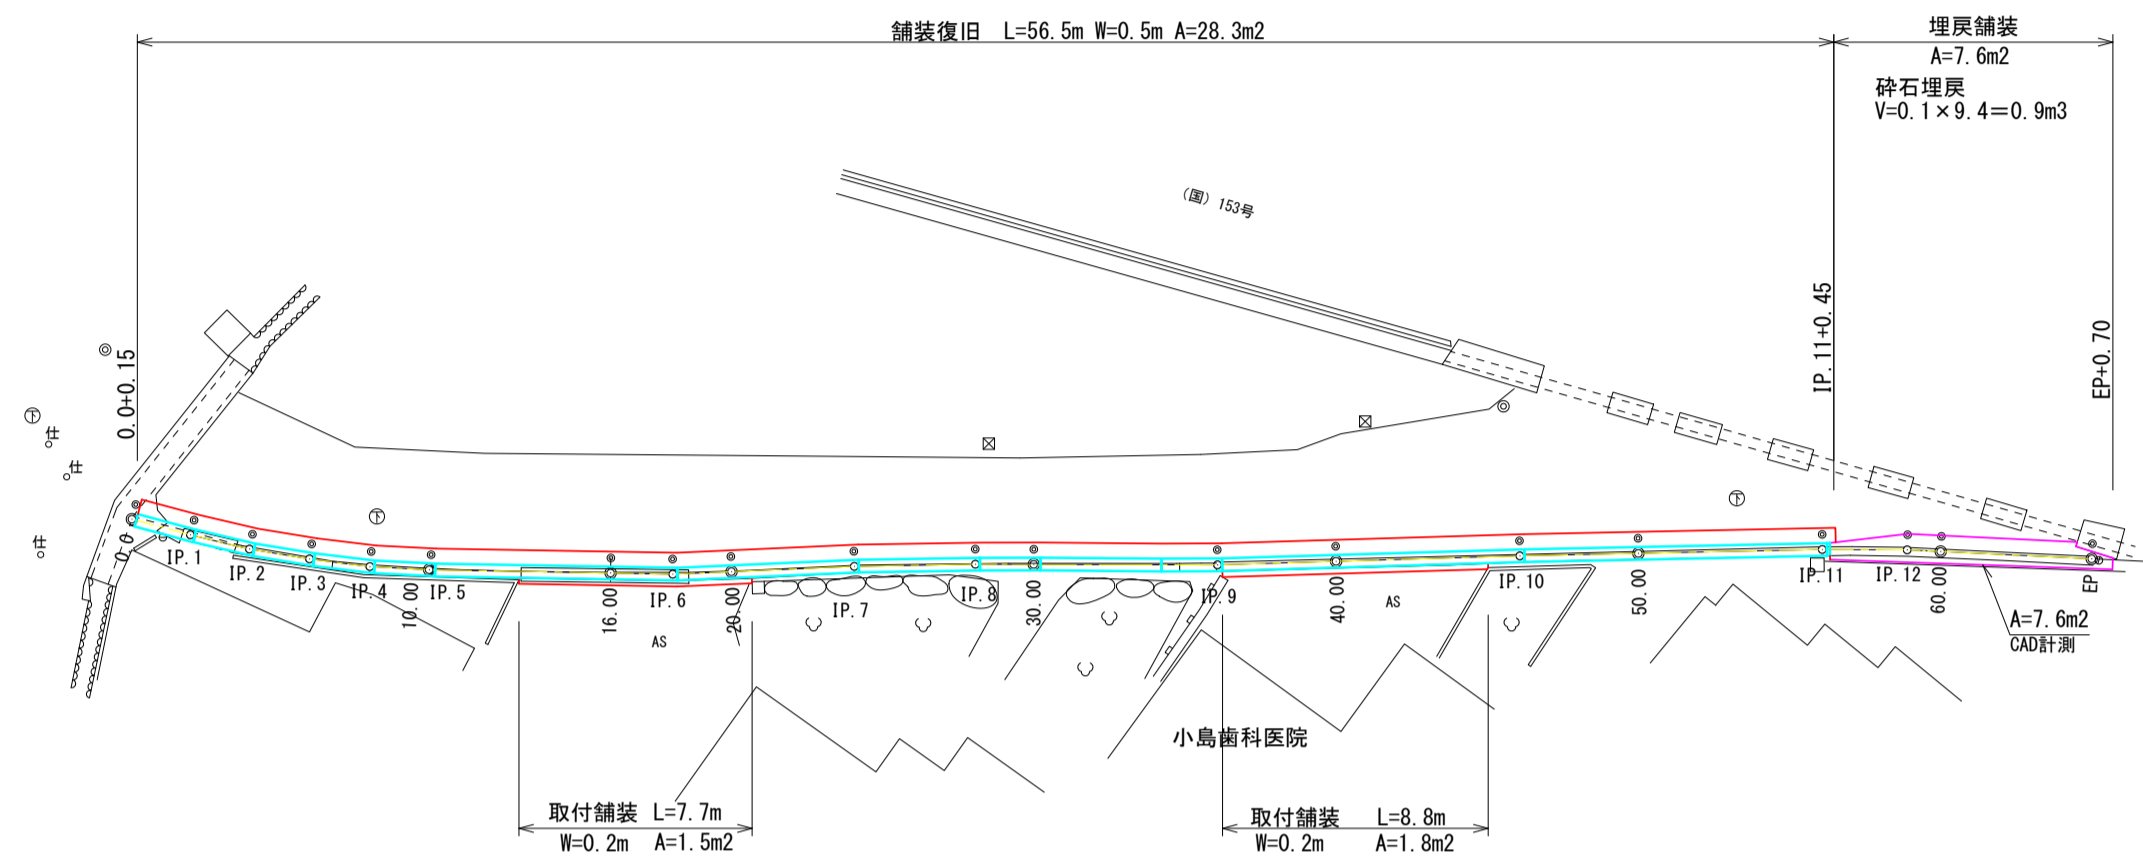 舗装復旧 L=56.5m W=0.5m A=28.3m2
埋戻舗装
A=7.6m2
砕石埋戻
V=0.1×9.4=0.9m3
(国) 153号
0.0+0.15
IP.11+0.45
EP+0.70
下
仕
仕
仕
下
下
0.0
IP.1
IP.2
IP.3
IP.4
10.00
IP.5
16.00
IP.6
20.00
IP.7
IP.8
30.00
IP.9
40.00
IP.10
50.00
IP.11
IP.12
60.00
EP
AS
AS
A=7.6m2
CAD計測
小島歯科医院
取付舗装 L=7.7m
W=0.2m A=1.5m2
取付舗装 L=8.8m
W=0.2m A=1.8m2